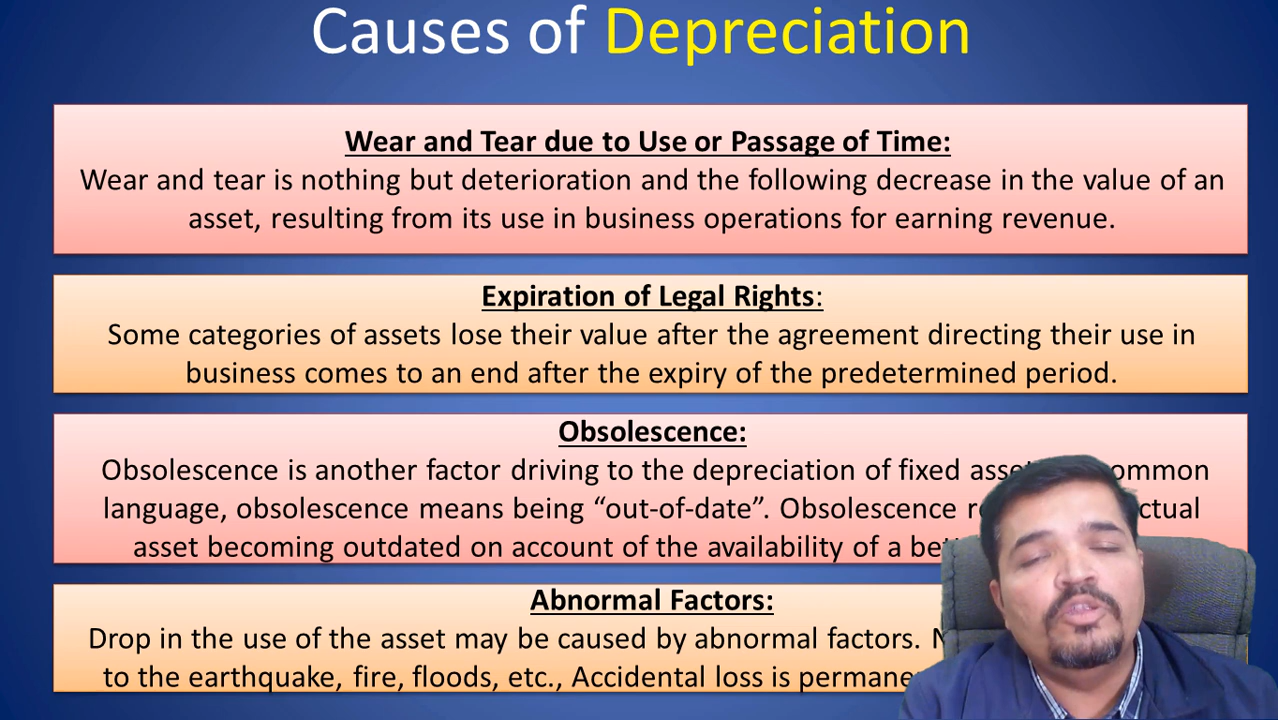 Causes of Depreciation
Wear and Tear due to Use or Passage of Time:
Wear and tear is nothing but deterioration and the following decrease in the value of an
asset, resulting from its use in business operations for earning revenue.
Expiration of Legal Rights:
Some categories of assets lose their value after the agreement directing their use in
business comes to an end after the expiry of the predetermined period.
Obsolescence:
Obsolescence is another factor driving to the depreciation of fixed
language, obsolescence means being “out-of-date”. Obsolescence
asset becoming outdated on account of the availability of a
Abnormal Factors:
Drop in the use of the asset may be caused by abnormal factors.
to the earthquake, fire, floods, etc., Accidental loss is